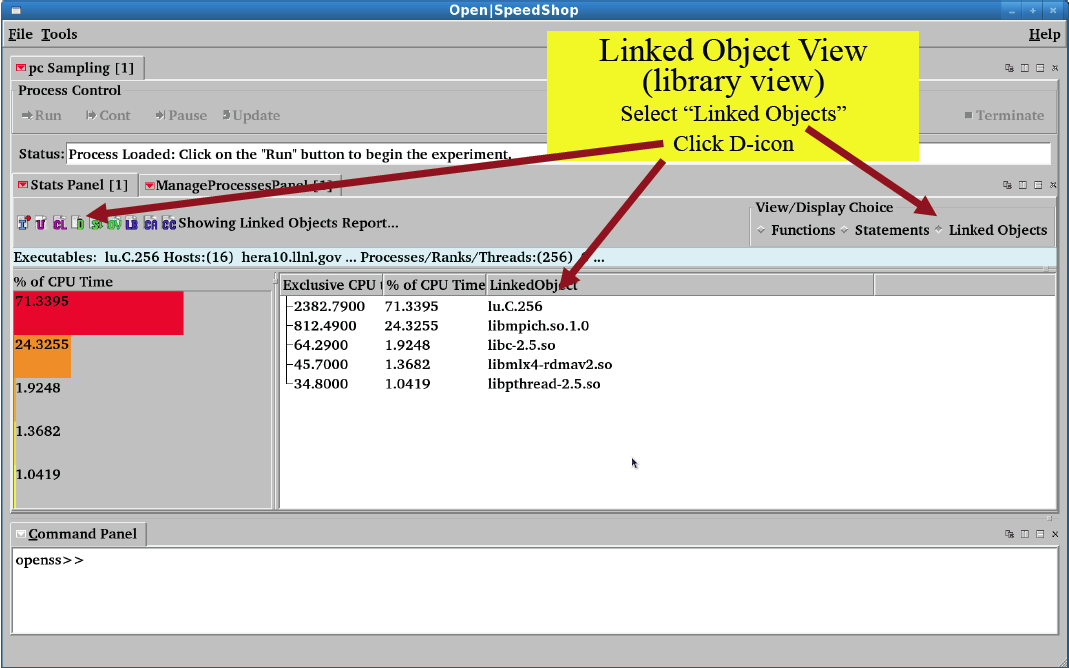 Open|SpeedShop
File Tools Help
pc Sampling [1]
Process Control
Run Cont Pause Update Terminate
Status: Process Loaded: Click on the "Run" button to begin the experiment.
Linked Object View
(library view)
Select “Linked Objects”
Click D-icon
Stats Panel [1] ManageProcessesPanel [1]
View/Display Choice
I U CL D LB CA CC Showing Linked Objects Report...
Functions Statements Linked Objects
Executables: lu.C.256 Hosts:(16) hera10.llnl.gov ... Processes/Ranks/Threads:(256) ...
% of CPU Time
71.3395
24.3255
1.9248
1.3682
1.0419
Exclusive CPU % of CPU Time LinkedObject
2382.7900 71.3395 lu.C.256
812.4900 24.3255 libmpich.so.1.0
64.2900 1.9248 libc-2.5.so
45.7000 1.3682 libmlx4-rdmav2.so
34.8000 1.0419 libpthread-2.5.so
Command Panel
openss>>